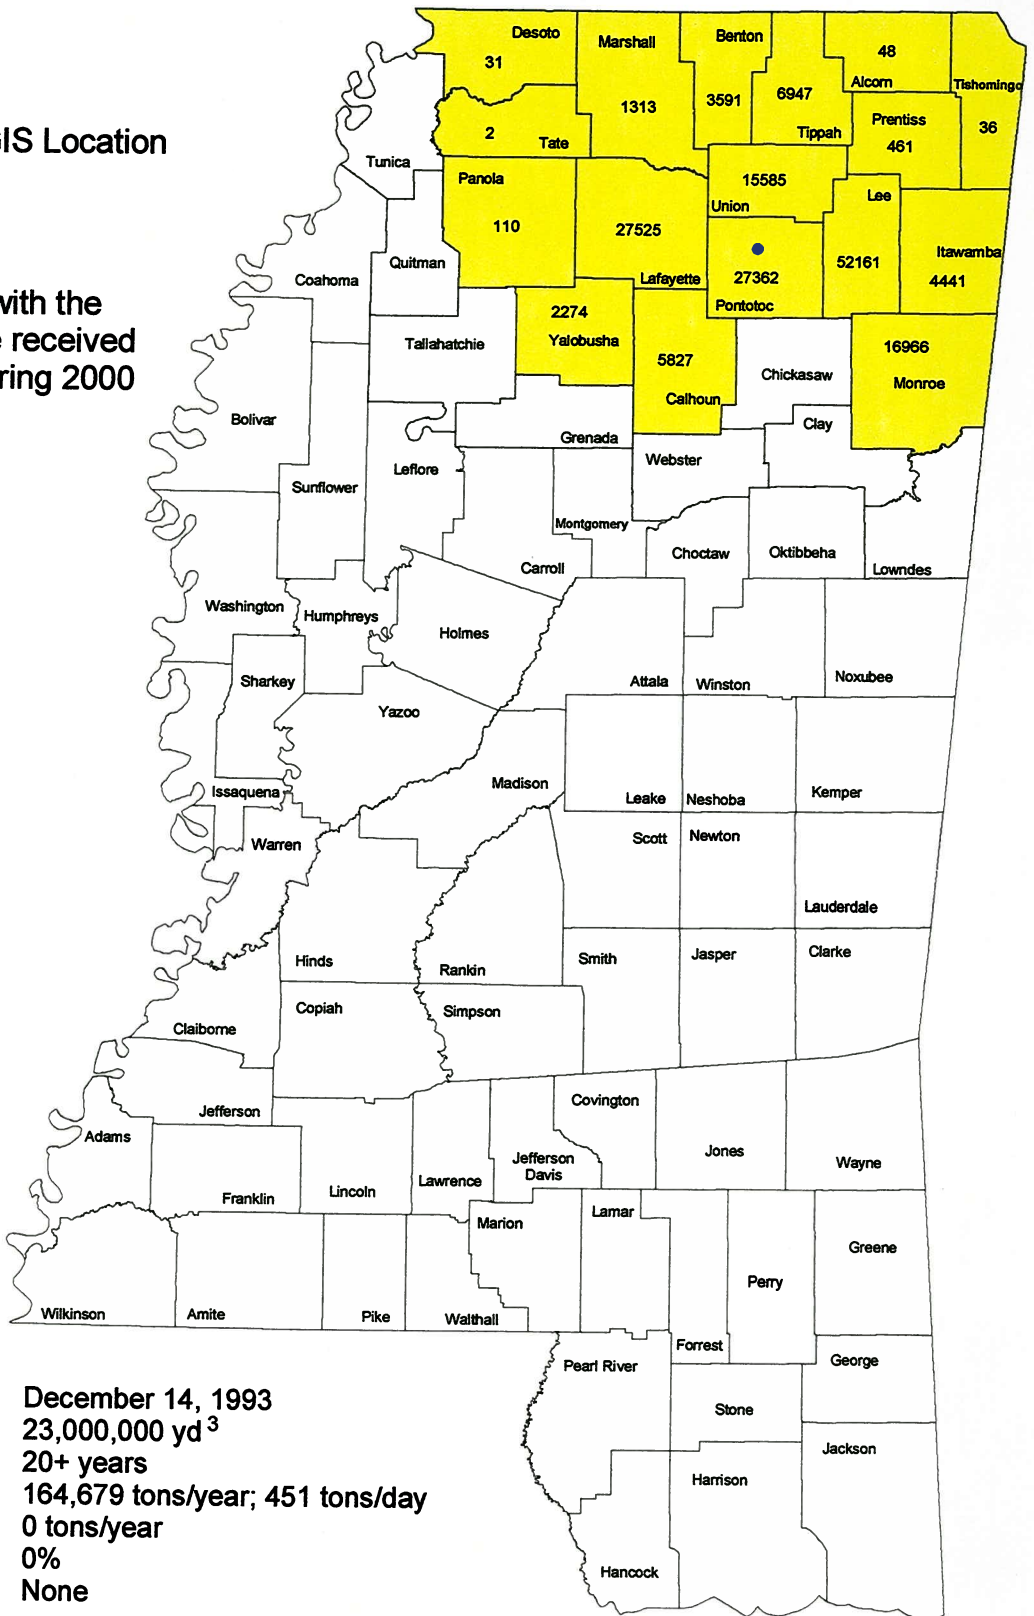 IS Location
with the
received
ring 2000
Desoto
31
Marshall
1313
Benton
3591
6947
Tippah
48
Alcorn
Tishomingo
36
Prentiss
461
2
Tate
Tunica
Panola
110
27525
Lafayette
15585
Union
Lee
52161
27362
Pontotoc
Itawamba
4441
Quitman
Coahoma
2274
Yalobusha
Tallahatchie
5827
Calhoun
Chickasaw
16966
Monroe
Bolivar
Clay
Grenada
Leflore
Webster
Sunflower
Montgomery
Carroll
Choctaw
Oktibbeha
Lowndes
Washington
Humphreys
Holmes
Sharkey
Attala
Winston
Noxubee
Yazoo
Issaquena
Madison
Leake
Neshoba
Kemper
Warren
Scott
Newton
Lauderdale
Hinds
Rankin
Smith
Jasper
Clarke
Copiah
Simpson
Claiborne
Jefferson
Covington
Adams
Jones
Wayne
Franklin
Lincoln
Lawrence
Jefferson
Davis
Marion
Lamar
Greene
Perry
Wilkinson
Amite
Pike
Walthall
Forrest
Pearl River
George
Stone
Jackson
Harrison
Hancock
December 14, 1993
23,000,000 yd³
20+ years
164,679 tons/year; 451 tons/day
0 tons/year
0%
None